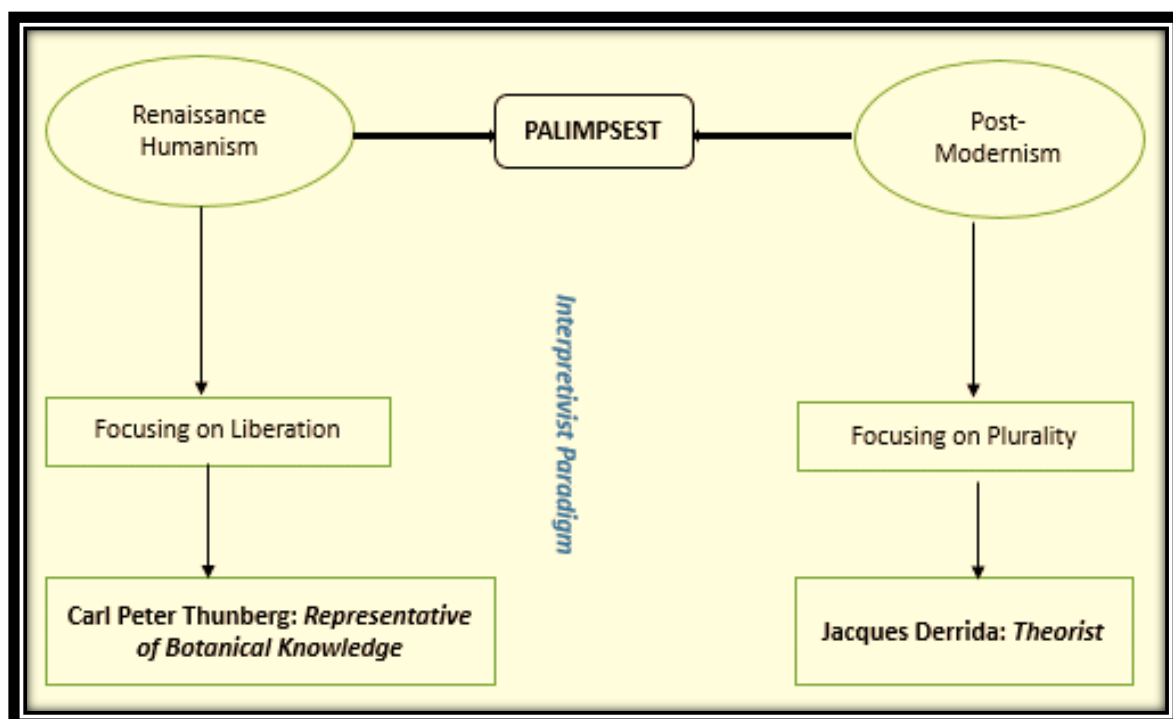 Renaissance
Humanism
PALIMPSEST
Post-
Modernism
Interpretivist Paradigm
Focusing on Liberation
Focusing on Plurality
Carl Peter Thunberg: Representative
of Botanical Knowledge
Jacques Derrida: Theorist